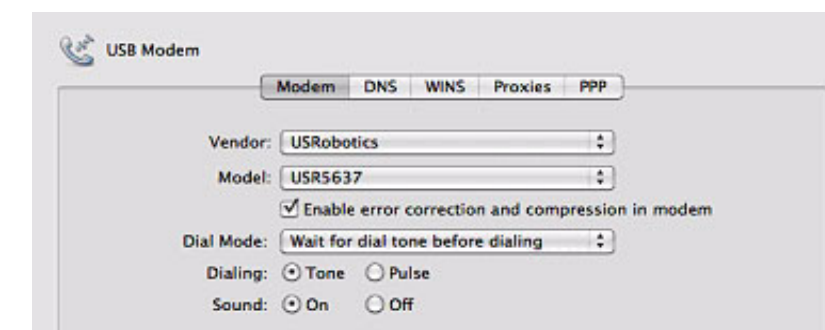 USB Modem
Modem DNS WINS Proxies PPP
Vendor: USRobotics
Model: USR5637
Enable error correction and compression in modem
Dial Mode: Wait for dial tone before dialing
Dialing: Tone Pulse
Sound: On Off